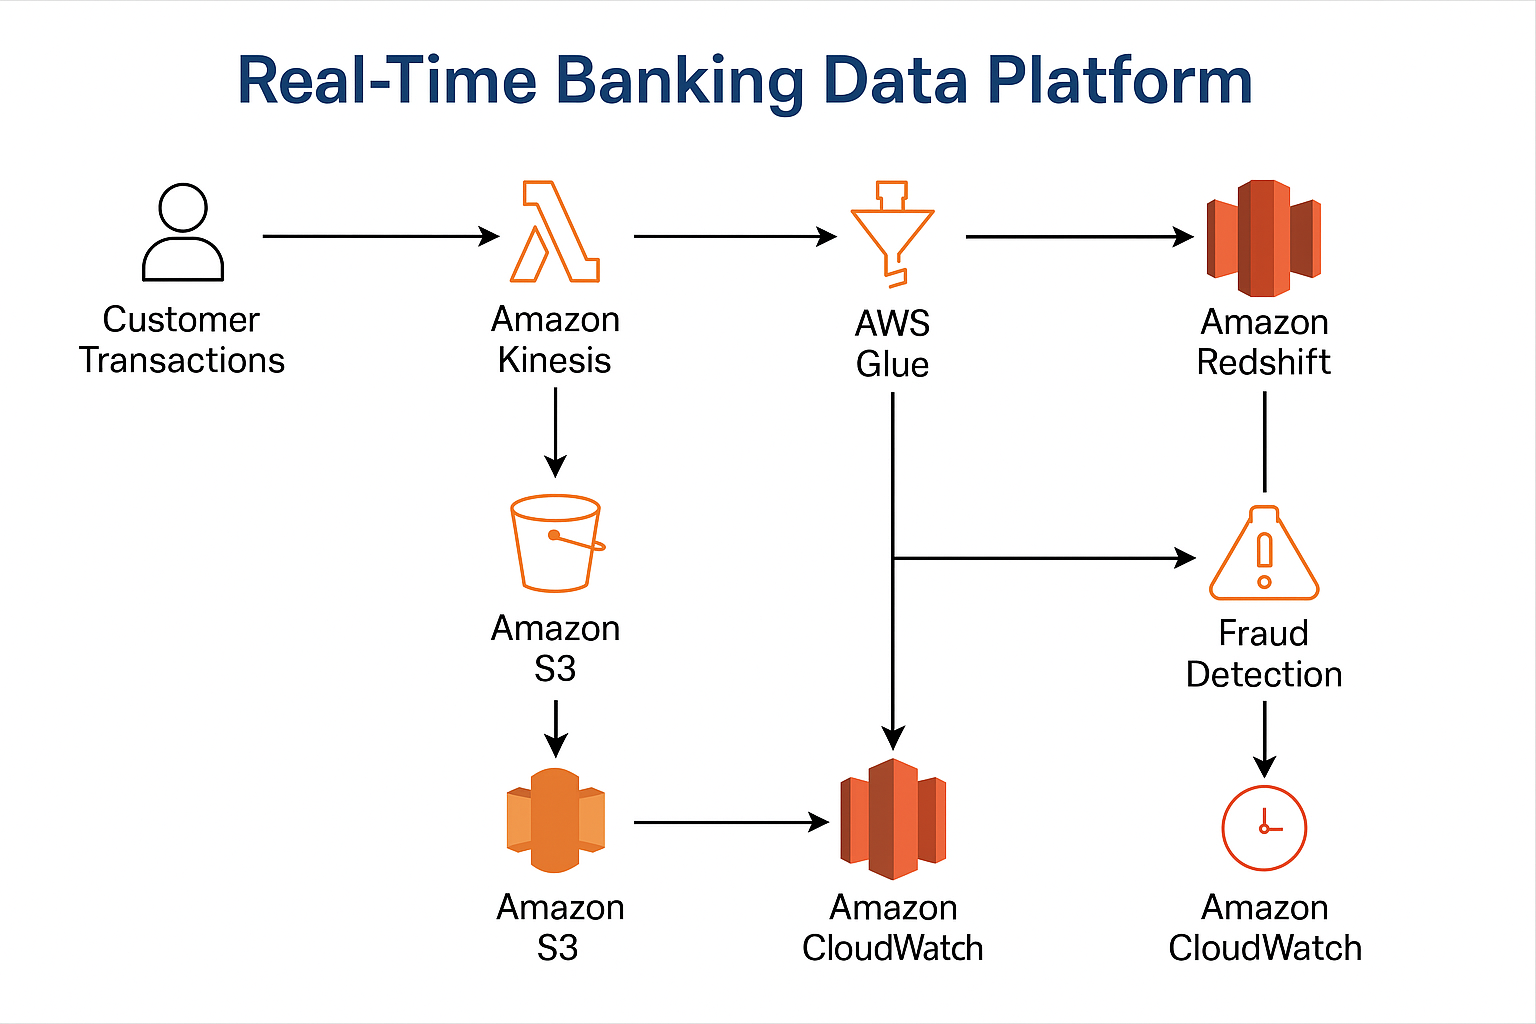 Real-Time Banking Data Platform
Customer
Transactions
Amazon
Kinesis
AWS
Glue
Amazon
Redshift
Amazon
S3
Fraud
Detection
Amazon
S3
Amazon
CloudWatch
Amazon
CloudWatch